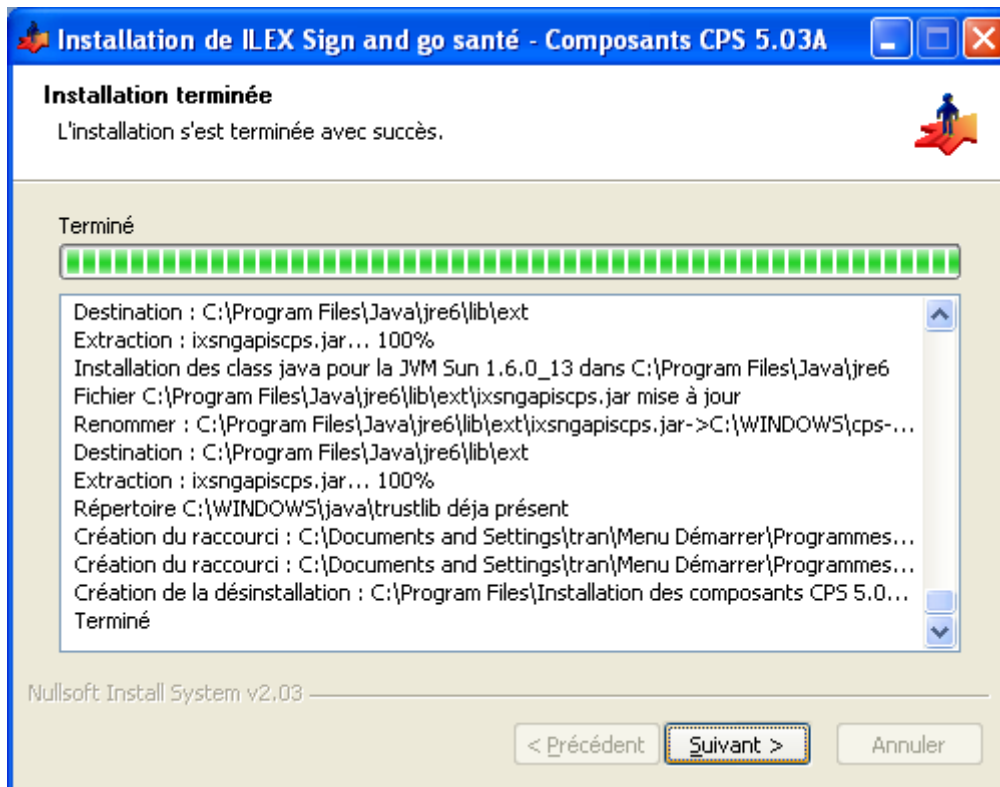 Installation de ILEX Sign and go santé - Composants CPS 5.03A
Installation terminée
L'installation s'est terminée avec succès.
Terminé
Destination : C:\Program Files\Java\jre6\lib\ext
Extraction : ixsngapiscps.jar... 100%
Installation des class java pour la JVM Sun 1.6.0_13 dans C:\Program Files\Java\jre6
Fichier C:\Program Files\Java\jre6\lib\ext\ixsngapiscps.jar mise à jour
Renommer : C:\Program Files\Java\jre6\lib\ext\ixsngapiscps.jar->C:\WINDOWS\cps-...
Destination : C:\Program Files\Java\jre6\lib\ext
Extraction : ixsngapiscps.jar... 100%
Répertoire C:\WINDOWS\java\trustlib déja présent
Création du raccourci : C:\Documents and Settings\tran\Menu Démarrer\Programmes...
Création du raccourci : C:\Documents and Settings\tran\Menu Démarrer\Programmes...
Création de la désinstallation : C:\Program Files\Installation des composants CPS 5.0...
Terminé
Nullsoft Install System v2.03
< Précédent Suivant > Annuler